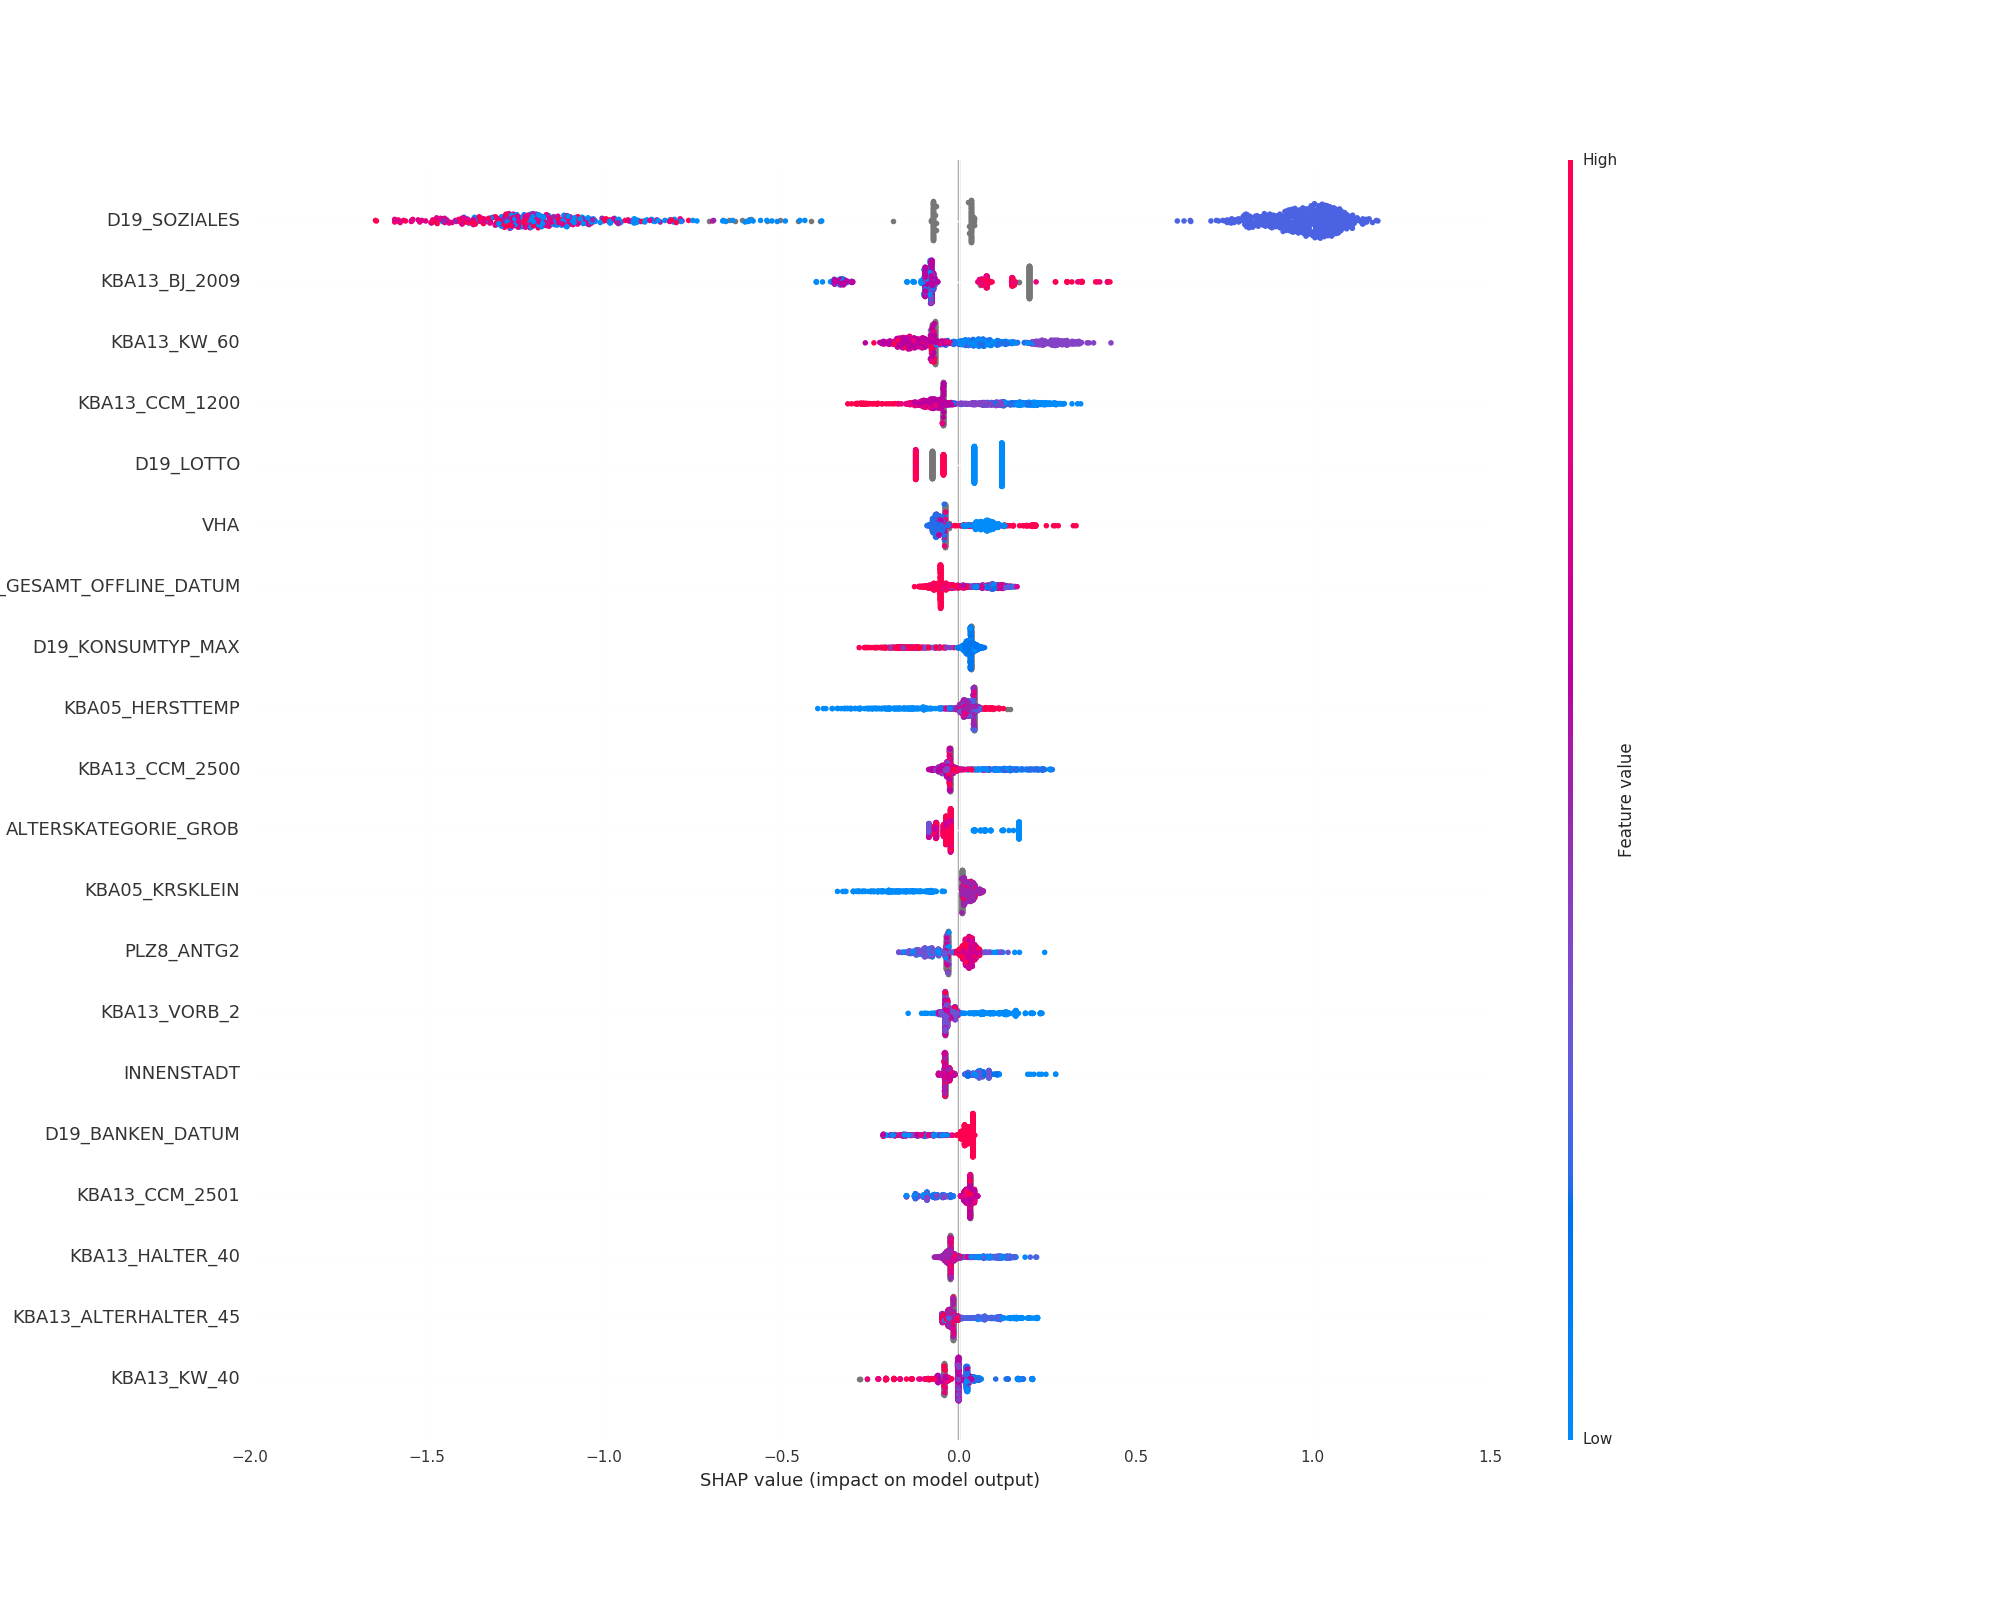 High
D19_SOZIALES
KBA13_BJ_2009
KBA13_KW_60
KBA13_CCM_1200
D19_LOTTO
VHA
_GESAMT_OFFLINE_DATUM
D19_KONSUMTYP_MAX
KBA05_HERSTTEMP
KBA13_CCM_2500
ALTERSKATEGORIE_GROB
KBA05_KRSKLEIN
PLZ8_ANTG2
KBA13_VORB_2
INNENSTADT
D19_BANKEN_DATUM
KBA13_CCM_2501
KBA13_HALTER_40
KBA13_ALTERHALTER_45
KBA13_KW_40
Feature value
Low
−2.0 −1.5 −1.0 −0.5 0.0 0.5 1.0 1.5
SHAP value (impact on model output)